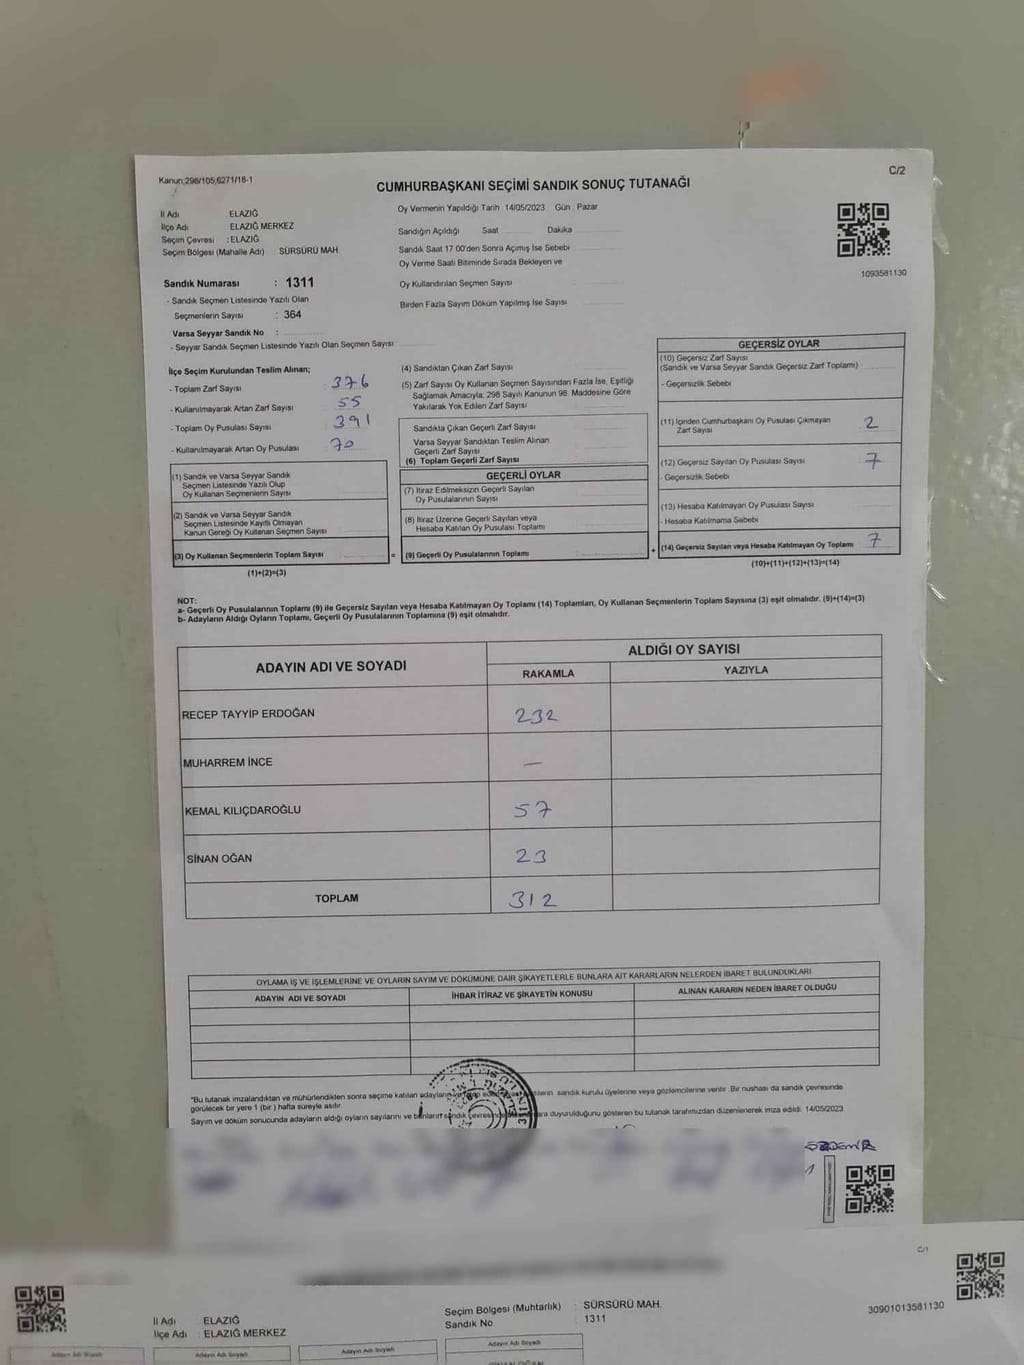 Kanun;298/105;6271/18-1
C/2
CUMHURBAŞKANI SEÇİMİ SANDIK SONUÇ TUTANAĞI
İl Adı : ELAZIĞ
İlçe Adı : ELAZIĞ MERKEZ
Seçim Çevresi : ELAZIĞ
Seçim Bölgesi (Mahalle Adı) : SÜRSÜRÜ MAH
Oy Vermenin Yapıldığı Tarih 14/05/2023 Gün : Pazar
Sandığın Açıldığı Saat Dakika
Sandık Saat 17 00'den Sonra Açımış İse Sebebi
Oy Verme Saati Bitiminde Sırada Bekleyen ve
Oy Kullandırılan Seçmen Sayısı
Birden Fazla Sayım Döküm Yapılmış İse Sayısı
1093581130
Sandık Numarası : 1311
- Sandık Seçmen Listesinde Yazılı Olan
Seçmenlerin Sayısı : 364
Varsa Seyyar Sandık No :
- Seyyar Sandık Seçmen Listesinde Yazılı Olan Seçmen Sayısı
İlçe Seçim Kurulundan Teslim Alınan;
- Toplam Zarf Sayısı : 376
- Kullanılmayarak Artan Zarf Sayısı : 55
- Toplam Oy Pusulası Sayısı : 391
- Kullanılmayarak Artan Oy Pusulası : 70
(1) Sandık ve Varsa Seyyar Sandık
Seçmen Listesinde Yazılı Olup
Oy Kullanan Seçmenlerin Sayısı
(2) Sandık ve Varsa Seyyar Sandık
Seçmen Listesinde Kayıtlı Olmayan
Kanun Gereği Oy Kullanan Seçmen Sayısı
(3) Oy Kullanan Seçmenlerin Toplam Sayısı
(1)+(2)=(3)
(4) Sandıktan Çıkan Zarf Sayısı
(5) Zarf Sayısı Oy Kullanan Seçmen Sayısından Fazla İse, Eşitliği
Sağlamak Amacıyla, 298 Sayılı Kanunun 98. Maddesine Göre
Yakılarak Yok Edilen Zarf Sayısı
Sandıkta Çıkan Geçerli Zarf Sayısı
Varsa Seyyar Sandıktan Teslim Alınan
Geçerli Zarf Sayısı
(6) Toplam Geçerli Zarf Sayısı
GEÇERLİ OYLAR
(7) İtiraz Edilmeksizin Geçerli Sayılan
Oy Pusulalarının Sayısı
(8) İtiraz Üzerine Geçerli Sayılan veya
Hesaba Katılan Oy Pusulası Toplamı
= (9) Geçerli Oy Pusulalarının Toplamı
GEÇERSİZ OYLAR
(10) Geçersiz Zarf Sayısı
(Sandık ve Varsa Seyyar Sandık Geçersiz Zarf Toplamı)
- Geçersizlik Sebebi
(11) İçinden Cumhurbaşkanı Oy Pusulası Çıkmayan
Zarf Sayısı 2
(12) Geçersiz Sayılan Oy Pusulası Sayısı 7
- Geçersizlik Sebebi
(13) Hesaba Katılmayan Oy Pusulası Sayısı
- Hesaba Katılmama Sebebi
+ (14) Geçersiz Sayılan veya Hesaba Katılmayan Oy Toplamı 7
(10)+(11)+(12)+(13)=(14)
NOT:
a- Geçerli Oy Pusulalarının Toplamı (9) ile Geçersiz Sayılan veya Hesaba Katılmayan Oy Toplamı (14) Toplamları, Oy Kullanan Seçmenlerin Toplam Sayısına (3) eşit olmalıdır. (9)+(14)=(3)
b- Adayların Aldığı Oyların Toplamı, Geçerli Oy Pusulalarının Toplamına (9) eşit olmalıdır.
ADAYIN ADI VE SOYADI
ALDIĞI OY SAYISI
RAKAMLA YAZIYLA
RECEP TAYYİP ERDOĞAN 232
MUHARREM İNCE —
KEMAL KILIÇDAROĞLU 57
SİNAN OĞAN 23
TOPLAM 312
OYLAMA İŞ VE İŞLEMLERİNE VE OYLARIN SAYIM VE DÖKÜMÜNE DAİR ŞİKAYETLERLE BUNLARA AİT KARARLARIN NELERDEN İBARET BULUNDUKLARI
ADAYIN ADI VE SOYADI İHBAR İTİRAZ VE ŞİKAYETİN KONUSU ALINAN KARARIN NEDEN İBARET OLDUĞU
"Bu tutanak imzalandıktan ve mühürlendikten sonra seçime katılan adayların sandık kurulu üyelerine veya gözlemcilerine verilir. Bir nushası da sandık çevresinde
görülecek bir yere 1 (bir ) hafta süreyle asılır.
Sayım ve döküm sonucunda adayların aldığı oyların sayılarını ve duyurulduğunu gösteren bu tutanak tarafımızdan düzenlenerek imza edildi. 14/05/2023
C/1
İl Adı : ELAZIĞ
İlçe Adı : ELAZIĞ MERKEZ
Seçim Bölgesi (Muhtarlık) : SÜRSÜRÜ MAH.
Sandık No : 1311
30901013581130
Adayın Adı Soyadı
Adayın Adı Soyadı
Adayın Adı Soyadı
Adayın Adı Soyadı